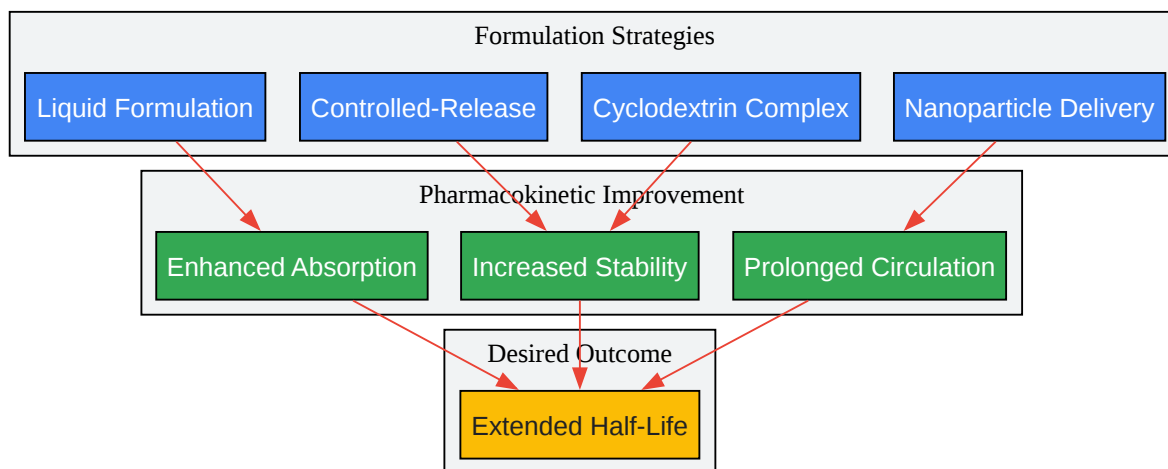 Formulation Strategies
Liquid Formulation
Controlled-Release
Cyclodextrin Complex
Nanoparticle Delivery
Pharmacokinetic Improvement
Enhanced Absorption
Increased Stability
Prolonged Circulation
Desired Outcome
Extended Half-Life